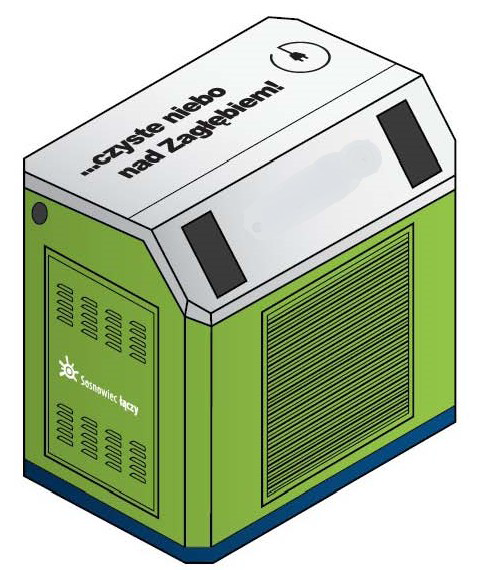 ...czyste niebo
nad Zagłębiem!
Sosnowiec łączy